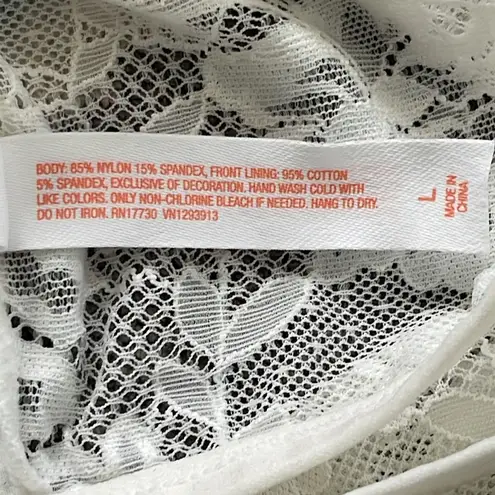 BODY: 85% NYLON 15% SPANDEX, FRONT LINING: 95% COTTON
5% SPANDEX, EXCLUSIVE OF DECORATION. HAND WASH COLD WITH
LIKE COLORS. ONLY NON-CHLORINE BLEACH IF NEEDED. HANG TO DRY.
DO NOT IRON. RN17730 VN1293913
L
MADE IN
CHINA